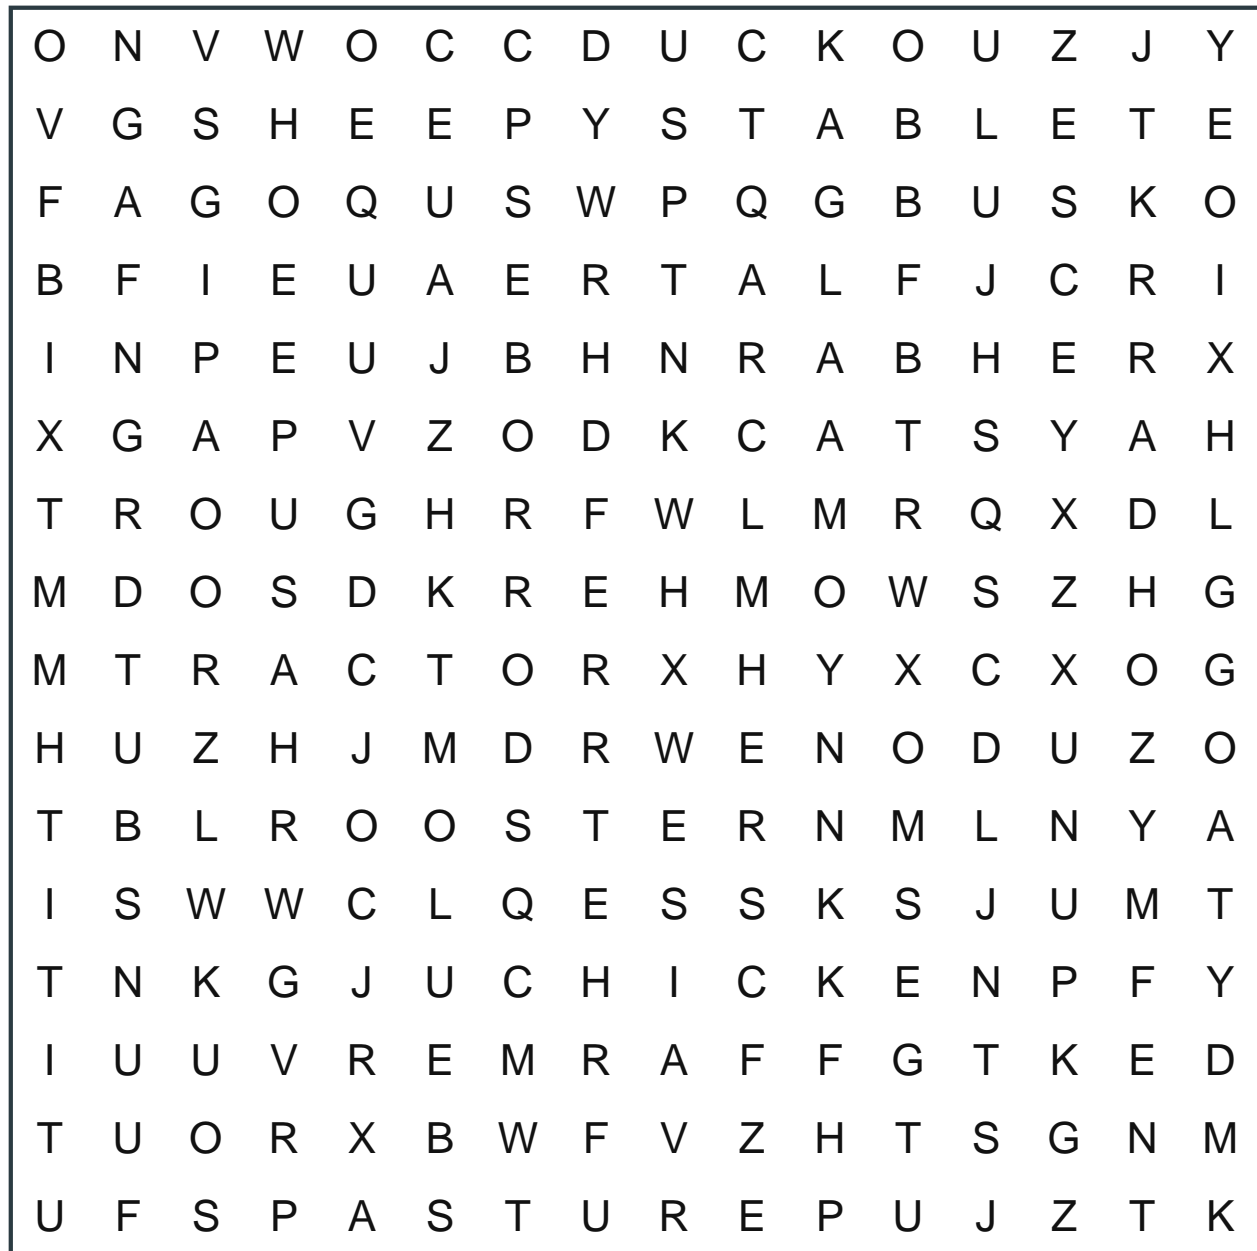 O N V W O C C D U C K O U Z J Y
V G S H E E P Y S T A B L E T E
F A G O Q U S W P Q G B U S K O
B F I E U A E R T A L F J C R I
I N P E U J B H N R A B H E R X
X G A P V Z O D K C A T S Y A H
T R O U G H R F W L M R Q X D L
M D O S D K R E H M O W S Z H G
M T R A C T O R X H Y X C X O G
H U Z H J M D R W E N O D U Z O
T B L R O O S T E R N M L N Y A
I S W W C L Q E S S K S J U M T
T N K G J U C H I C K E N P F Y
I U U V R E M R A F F G T K E D
T U O R X B W F V Z H T S G N M
U F S P A S T U R E P U J Z T K